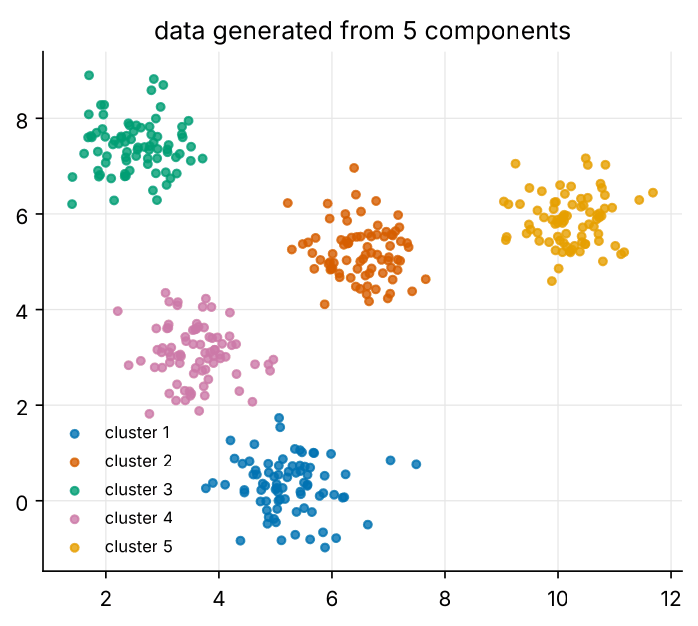 data generated from 5 components
8
6
4
2
0
cluster 1
cluster 2
cluster 3
cluster 4
cluster 5
2 4 6 8 10 12